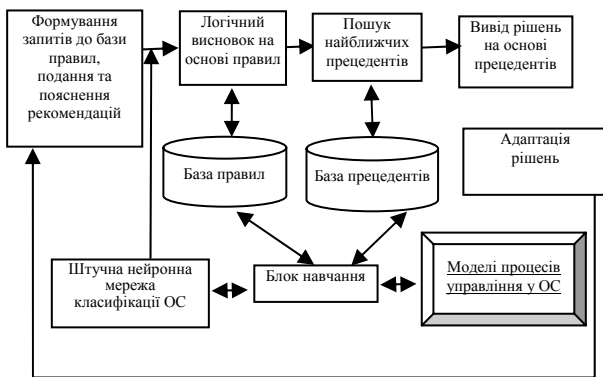 Формування
запитів до бази
правил,
подання та
пояснення
рекомендацій
Логічний
висновок на
основі правил
Пошук
найближчих
прецедентів
Вивід рішень
на основі
прецедентів
База правил
База прецедентів
Адаптація
рішень
Штучна нейронна
мережа
класифікації ОС
Блок навчання
Моделі процесів
управління у ОС